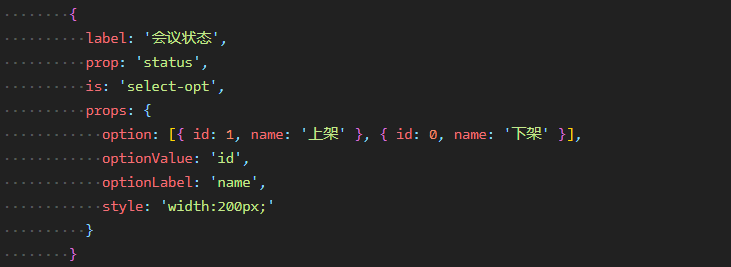 {
label: '会议状态',
prop: 'status',
is: 'select-opt',
props: {
option: [{ id: 1, name: '上架' }, { id: 0, name: '下架' }],
optionValue: 'id',
optionLabel: 'name',
style: 'width:200px;'
}
}